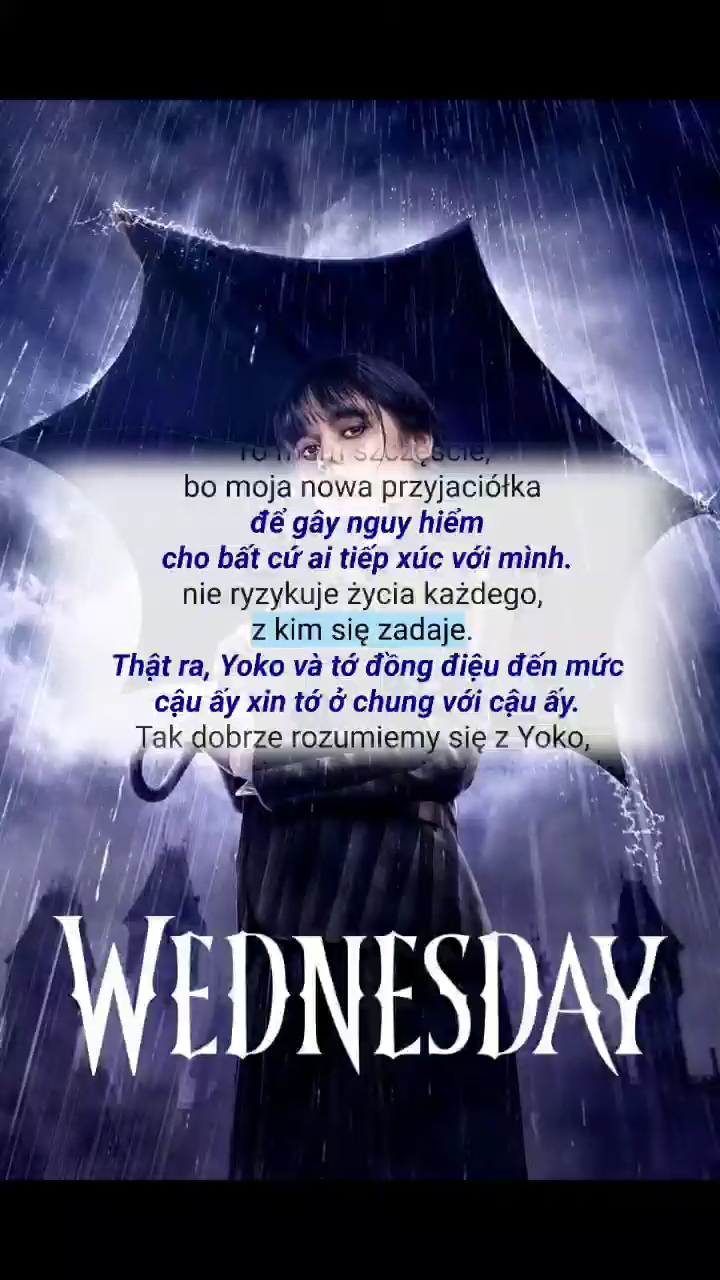 szczęście,
bo moja nowa przyjaciółka
để gây nguy hiểm
cho bất cứ ai tiếp xúc với mình.
nie ryzykuje życia każdego,
z kim się zadaje.
Thật ra, Yoko và tớ đồng điệu đến mức
cậu ấy xin tớ ở chung với cậu ấy.
Tak dobrze rozumiemy się z Yoko,
WEDNESDAY